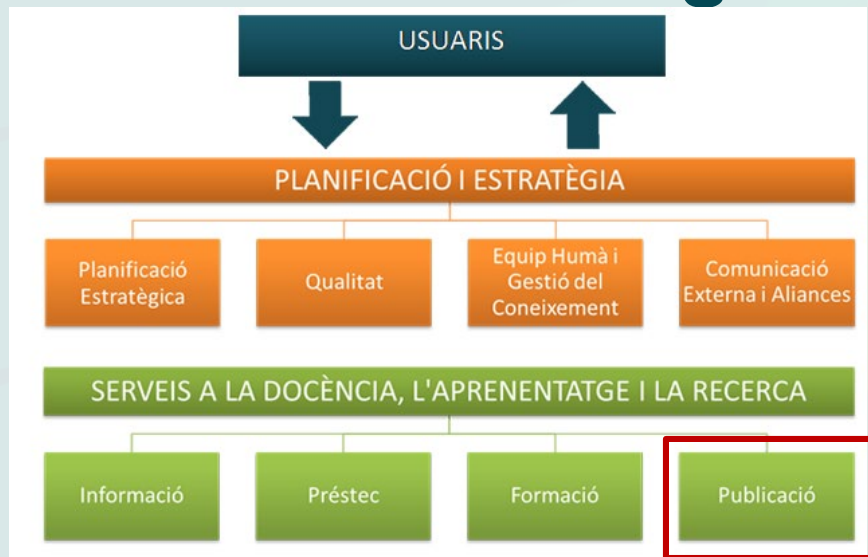 USUARIS
PLANIFICACIÓ I ESTRATÈGIA
Planificació
Estratègica
Qualitat
Equip Humà i
Gestió del
Coneixement
Comunicació
Externa i Aliances
SERVEIS A LA DOCÈNCIA, L'APRENENTATGE I LA RECERCA
Informació
Préstec
Formació
Publicació